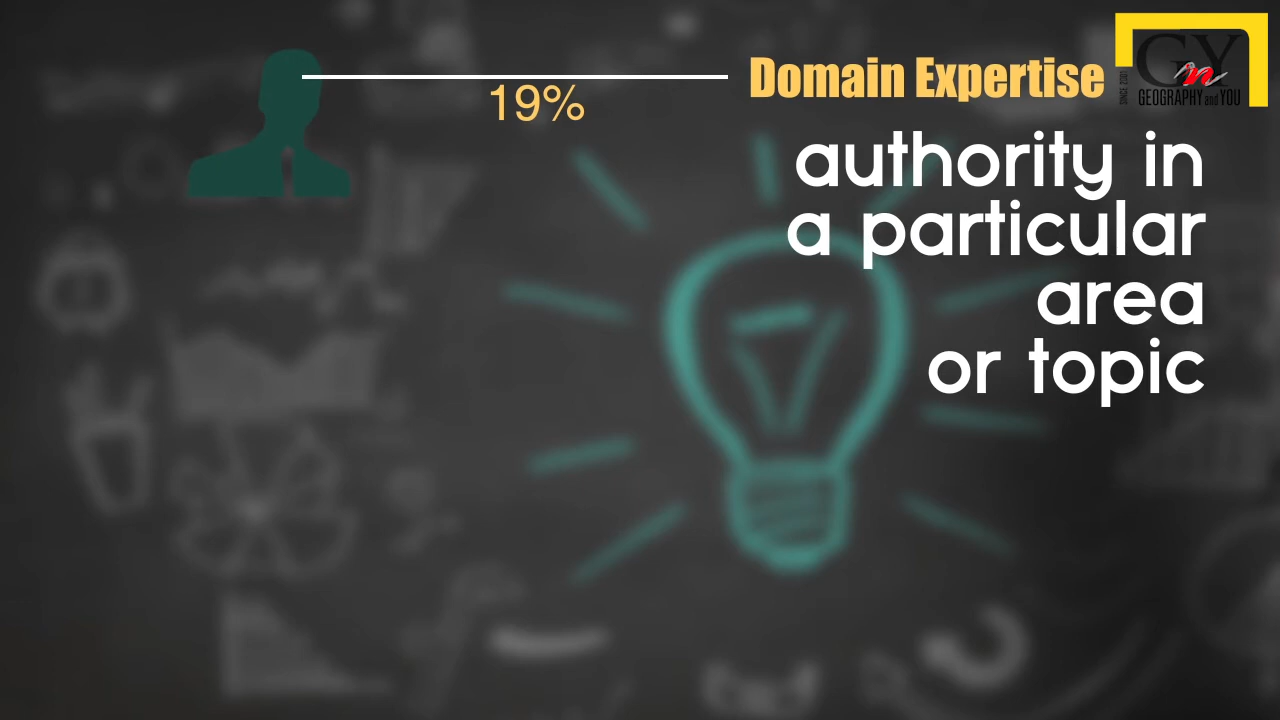 19%
Domain Expertise
GY
SINCE 2001
GEOGRAPHY and YOU
authority in
a particular
area
or topic